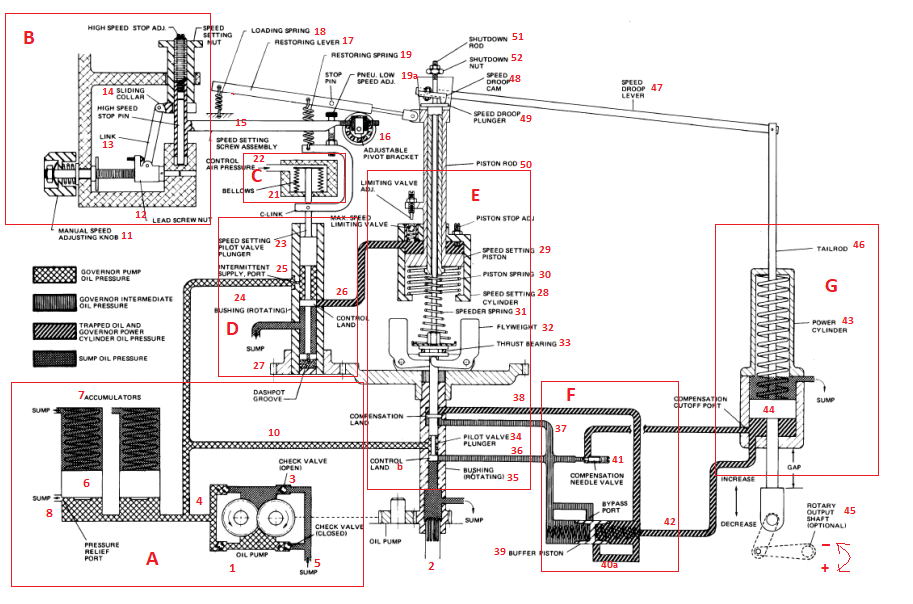 B
HIGH SPEED STOP ADJ.
SPEED
SETTING
NUT
LOADING SPRING 18
RESTORING LEVER 17
RESTORING SPRING 19
STOP
PIN
PNEU. LOW
SPEED ADJ.
19a
SHUTDOWN 51
ROD
SHUTDOWN 52
NUT
SPEED 48
DROOP
CAM
SPEED 47
DROOP
LEVER
SPEED DROOP
PLUNGER 49
14 SLIDING
COLLAR
HIGH SPEED
STOP PIN
LINK
13
15
16
SPEED SETTING
SCREW ASSEMBLY
ADJUSTABLE
PIVOT BRACKET
CONTROL 22
AIR PRESSURE
C
BELLOWS
21
LIMITING VALVE
ADJ.
PISTON ROD 50
E
12
LEAD SCREW NUT
MANUAL SPEED
ADJUSTING KNOB 11
C-LINK
MAX. SPEED
LIMITING VALVE
PISTON STOP ADJ
SPEED SETTING 23
PILOT VALVE
PLUNGER
SPEED SETTING 29
PISTON
INTERMITTENT
SUPPLY, PORT 25
PISTON SPRING 30
TAILROD 46
G
24
26
SPEED SETTING 28
CYLINDER
BUSHING (ROTATING)
SPEEDER SPRING 31
D
CONTROL
LAND
FLYWEIGHT 32
POWER 43
CYLINDER
SUMP
THRUST BEARING 33
27
DASHPOT
GROOVE
GOVERNOR PUMP
OIL PRESSURE
GOVERNOR INTERMEDIATE
OIL PRESSURE
TRAPPED OIL AND
GOVERNOR POWER
CYLINDER OIL PRESSURE
SUMP OIL PRESSURE
SUMP
7 ACCUMULATORS
38
F
COMPENSATION
CUTOFF PORT
44
SUMP
COMPENSATION
LAND
37
10
PILOT VALVE 34
PLUNGER
36
CONTROL
LAND b
BUSHING
(ROTATING) 35
41
COMPENSATION
NEEDLE VALVE
GAP
CHECK VALVE
(OPEN) 3
6
4
SUMP
8
INCREASE
DECREASE
BYPASS
PORT
SUMP
42
ROTARY 45
OUTPUT
SHAFT
(OPTIONAL)
CHECK VALVE
(CLOSED)
OIL PUMP
PRESSURE
RELIEF
PORT
A
OIL PUMP
1
5
SUMP
2
39 BUFFER PISTON
40a
−
+